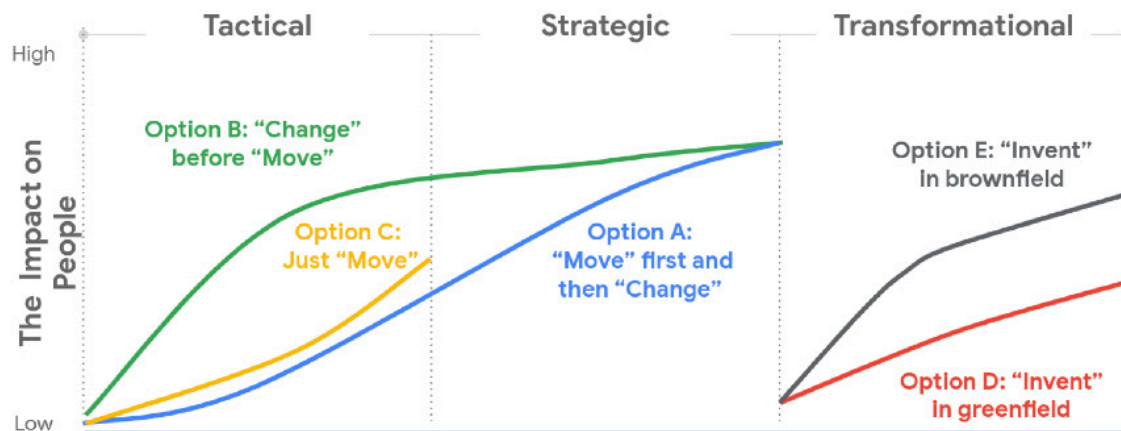 Tactical
Strategic
Transformational
High
The Impact on
People
Low
Option B: “Change”
before “Move”
Option C:
Just “Move”
Option A:
“Move” first and
then “Change”
Option E: “Invent”
in brownfield
Option D: “Invent”
in greenfield